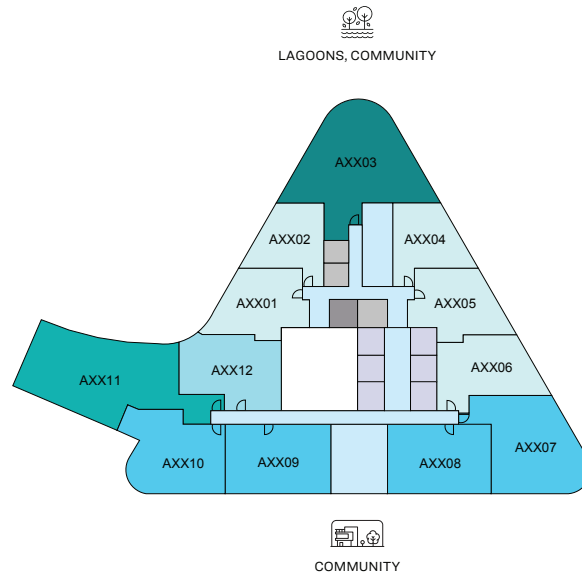 LAGOONS, COMMUNITY
AXX03
AXX02
AXX04
AXX01
AXX05
AXX12
AXX06
AXX11
AXX07
AXX10
AXX09
AXX08
COMMUNITY